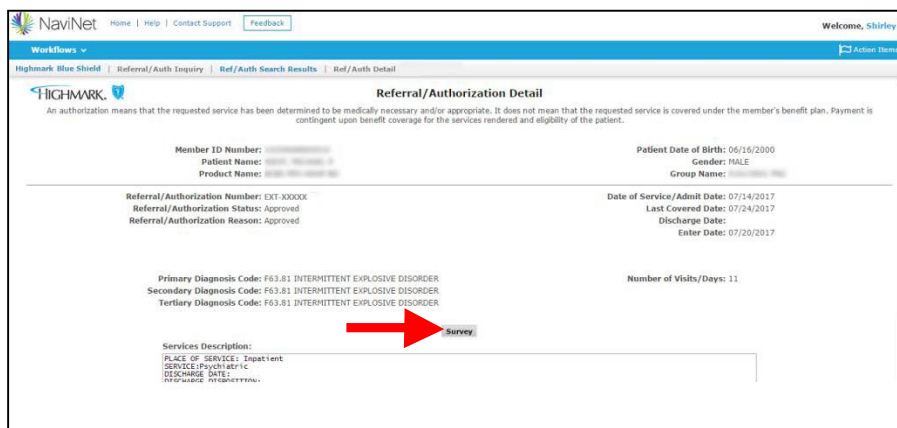 NaviNet Home | Help | Contact Support Feedback
Welcome, Shirley
Workflows
Action Items
Highmark Blue Shield | Referral/Auth Inquiry | Ref/Auth Search Results | Ref/Auth Detail
HIGHMARK.
Referral/Authorization Detail
An authorization means that the requested service has been determined to be medically necessary and/or appropriate. It does not mean that the requested service is covered under the member's benefit plan. Payment is
contingent upon benefit coverage for the services rendered and eligibility of the patient.
Member ID Number:
Patient Name:
Product Name:
Patient Date of Birth: 06/16/2000
Gender: MALE
Group Name:
Referral/Authorization Number: EXT-XXXXX
Referral/Authorization Status: Approved
Referral/Authorization Reason: Approved
Date of Service/Admit Date: 07/14/2017
Last Covered Date: 07/24/2017
Discharge Date:
Enter Date: 07/20/2017
Primary Diagnosis Code: F63.81 INTERMITTENT EXPLOSIVE DISORDER
Secondary Diagnosis Code: F63.81 INTERMITTENT EXPLOSIVE DISORDER
Tertiary Diagnosis Code: F63.81 INTERMITTENT EXPLOSIVE DISORDER
Number of Visits/Days: 11
Survey
Services Description:
PLACE OF SERVICE: Inpatient
SERVICE:Psychiatric
DISCHARGE DATE:
DISCHARGE DISPOSITION: